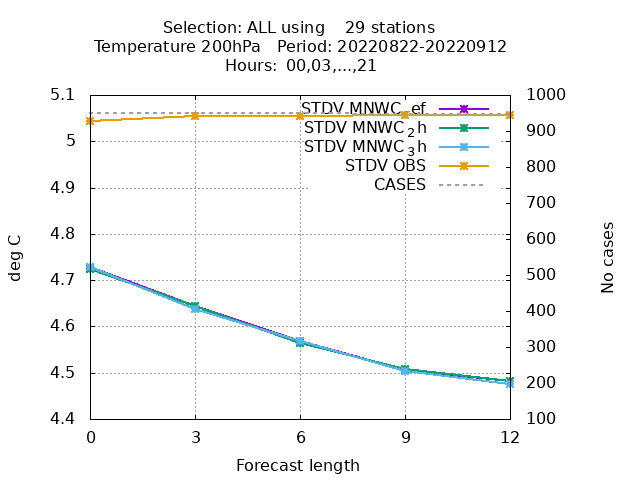 Selection: ALL using    29 stations
Temperature 200hPa   Period: 20220822-20220912
Hours: 00,03,...,21
5.1
5
4.9
4.8
4.7
4.6
4.5
4.4
1000
900
800
700
600
500
400
300
200
100
STDV MNWC_ef
STDV MNWC_2h
STDV MNWC_3h
STDV OBS
CASES
deg C
No cases
0 3 6 9 12
Forecast length